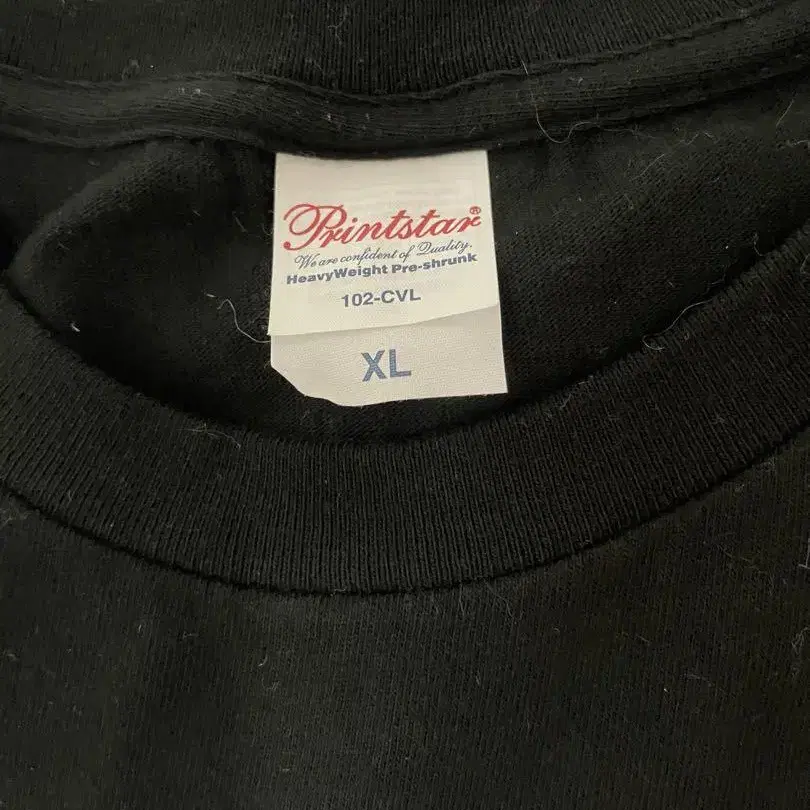 Printstar®
We are confident of Quality.
HeavyWeight Pre-shrunk
102-CVL
XL